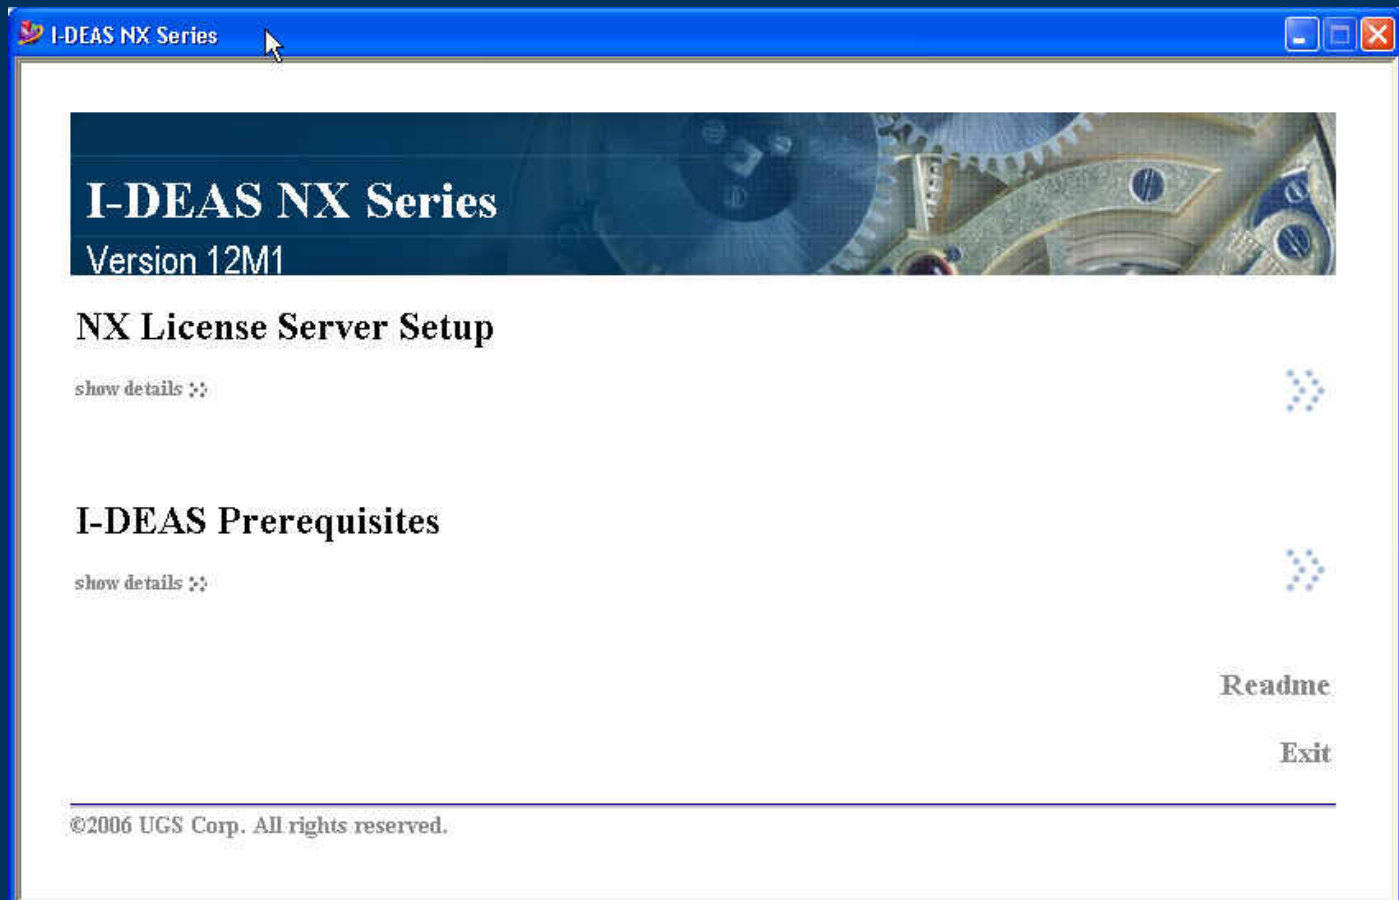 I-DEAS NX Series
I-DEAS NX Series
Version 12M1
NX License Server Setup
show details
I-DEAS Prerequisites
show details
Readme
Exit
©2006 UGS Corp. All rights reserved.